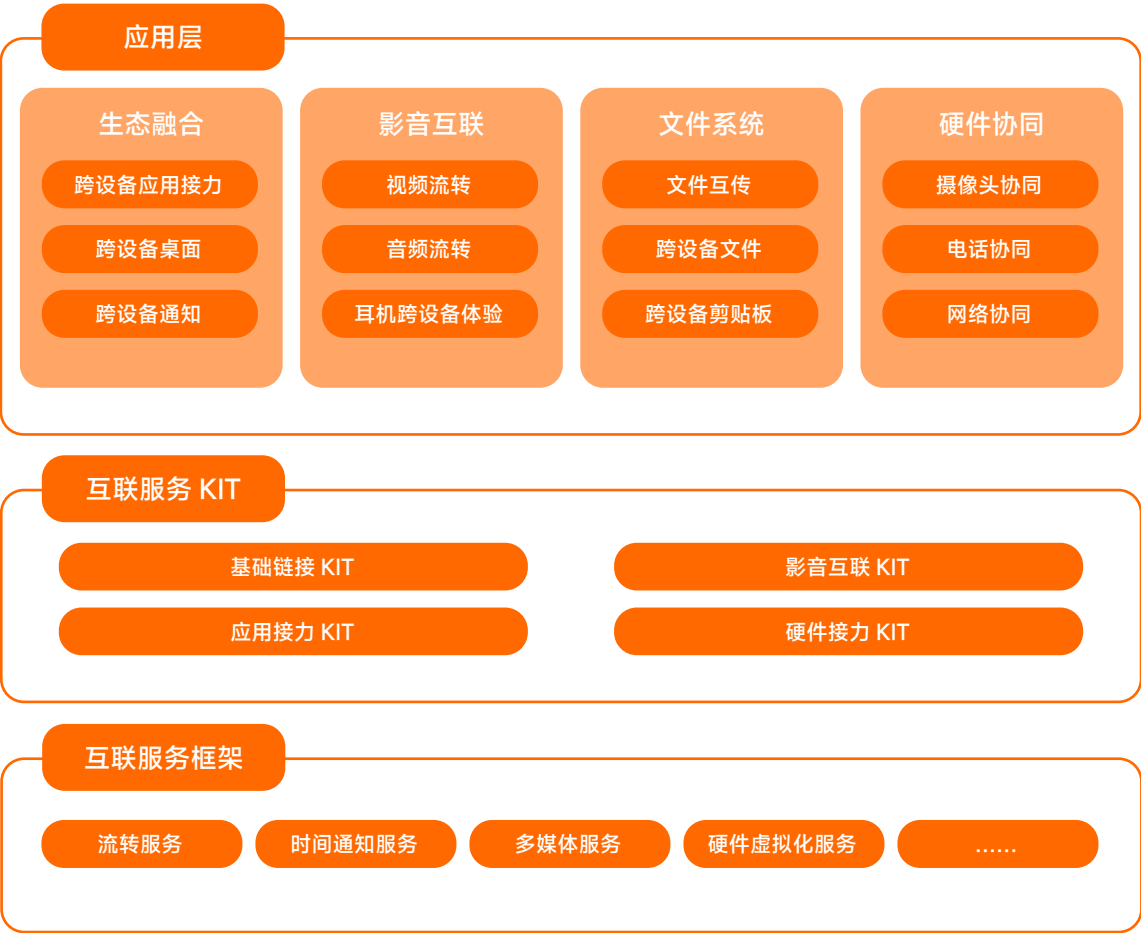 应用层
生态融合
跨设备应用接力
跨设备桌面
跨设备通知
影音互联
视频流转
音频流转
耳机跨设备体验
文件系统
文件互传
跨设备文件
跨设备剪贴板
硬件协同
摄像头协同
电话协同
网络协同
互联服务 KIT
基础链接 KIT
影音互联 KIT
应用接力 KIT
硬件接力 KIT
互联服务框架
流转服务
时间通知服务
多媒体服务
硬件虚拟化服务
......